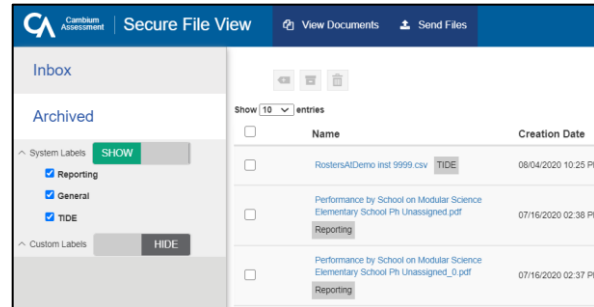 CA Cambium Assessment Secure File View View Documents Send Files
Inbox
Archived
System Labels SHOW
Reporting
General
TIDE
Custom Labels HIDE
Show 10 entries
Name Creation Date
RostersAtDemo inst 9999.csv TIDE 08/04/2020 10:25 P
Performance by School on Modular Science
Elementary School Ph Unassigned.pdf 07/16/2020 02:38 P
Reporting
Performance by School on Modular Science
Elementary School Ph Unassigned_0.pdf 07/16/2020 02:37 P
Reporting